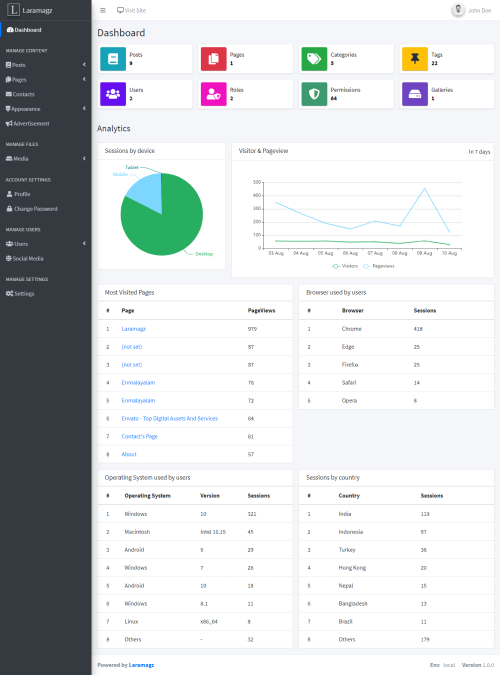 Laramagz
Visit Site
John Doe
Dashboard
MANAGE CONTENT
Posts
Pages
Contacts
Appearance
Advertisement
MANAGE FILES
Media
ACCOUNT SETTINGS
Profile
Change Password
MANAGE USERS
Users
Social Media
MANAGE SETTINGS
Settings
Dashboard
Posts
9
Pages
1
Categories
5
Tags
22
Users
2
Roles
2
Permissions
64
Galleries
1
Analytics
Sessions by device
Tablet
Mobile
Desktop
Visitor & Pageview
In 7 days
500
400
300
200
100
0
03 Aug 04 Aug 05 Aug 06 Aug 07 Aug 08 Aug 09 Aug 10 Aug
Visitors Pageviews
Most Visited Pages
# Page PageViews
1 Laramagz 979
2 (not set) 87
3 (not set) 87
4 Enmalayalam 76
5 Enmalayalam 72
6 Envato - Top Digital Assets And Services 64
7 Contact's Page 61
8 About 57
Browser used by users
# Browser Sessions
1 Chrome 418
2 Edge 25
3 Firefox 25
4 Safari 14
5 Opera 8
Operating System used by users
# Operating System Version Sessions
1 Windows 10 321
2 Macintosh Intel 10.15 45
3 Android 9 28
4 Windows 7 26
5 Android 10 18
6 Windows 8.1 11
7 Linux x86_64 9
8 Others - 32
Sessions by country
# Country Sessions
1 India 119
2 Indonesia 97
3 Turkey 36
4 Hong Kong 20
5 Nepal 15
6 Bangladesh 13
7 Brazil 11
8 Others 179
Powered by Laramagz
Env local Version 1.0.0